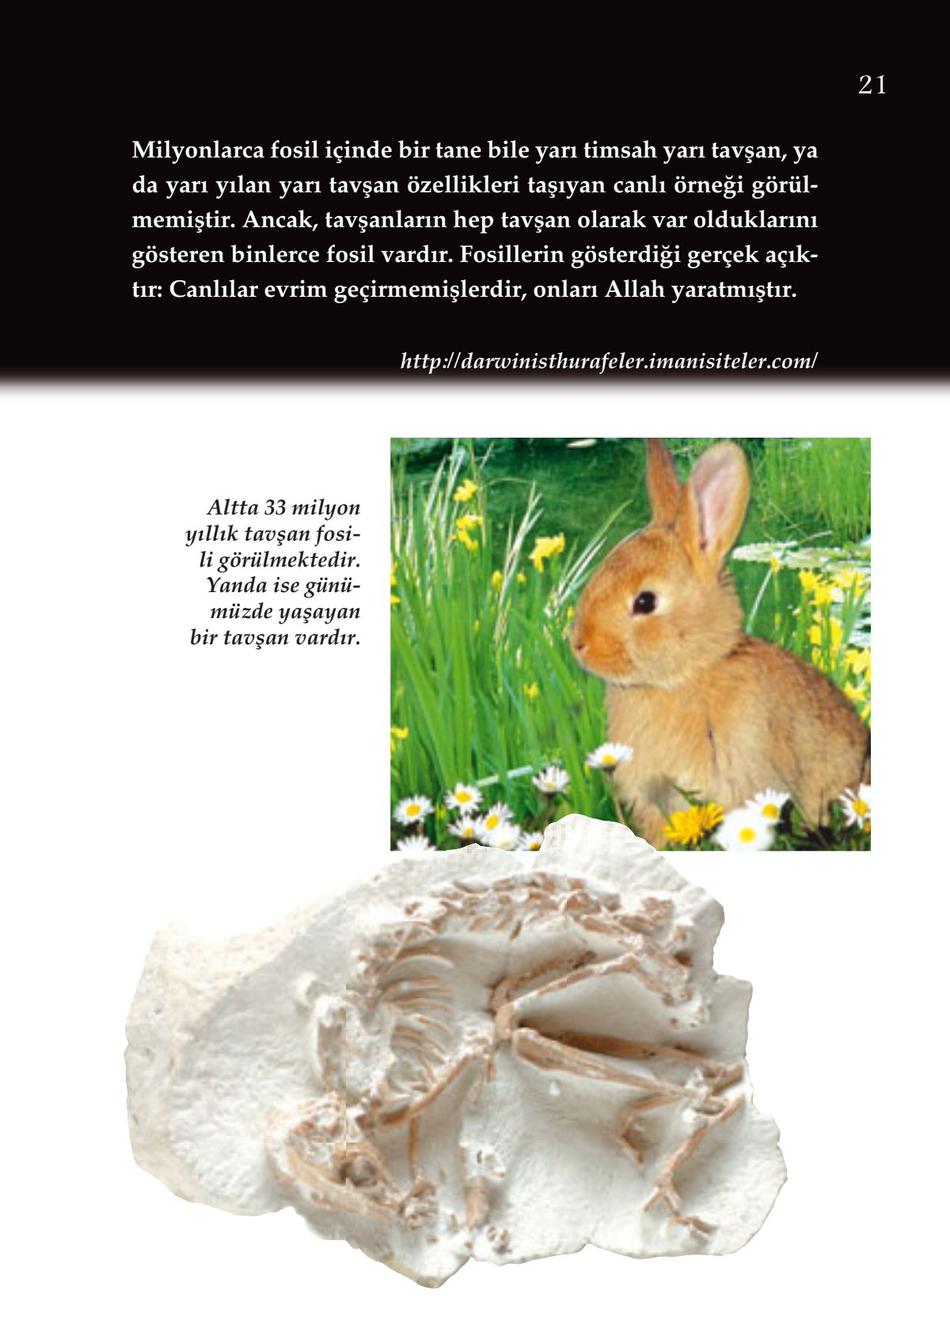 21
Milyonlarca fosil içinde bir tane bile yarı timsah yarı tavşan, ya
da yarı yılan yarı tavşan özellikleri taşıyan canlı örneği görül-
memiştir. Ancak, tavşanların hep tavşan olarak var olduklarını
gösteren binlerce fosil vardır. Fosillerin gösterdiği gerçek açık-
tır: Canlılar evrim geçirmemişlerdir, onları Allah yaratmıştır.
http://darwinisthurafeler.imanisiteler.com/
Altta 33 milyon
yıllık tavşan fosi-
li görülmektedir.
Yanda ise günü-
müzde yaşayan
bir tavşan vardır.